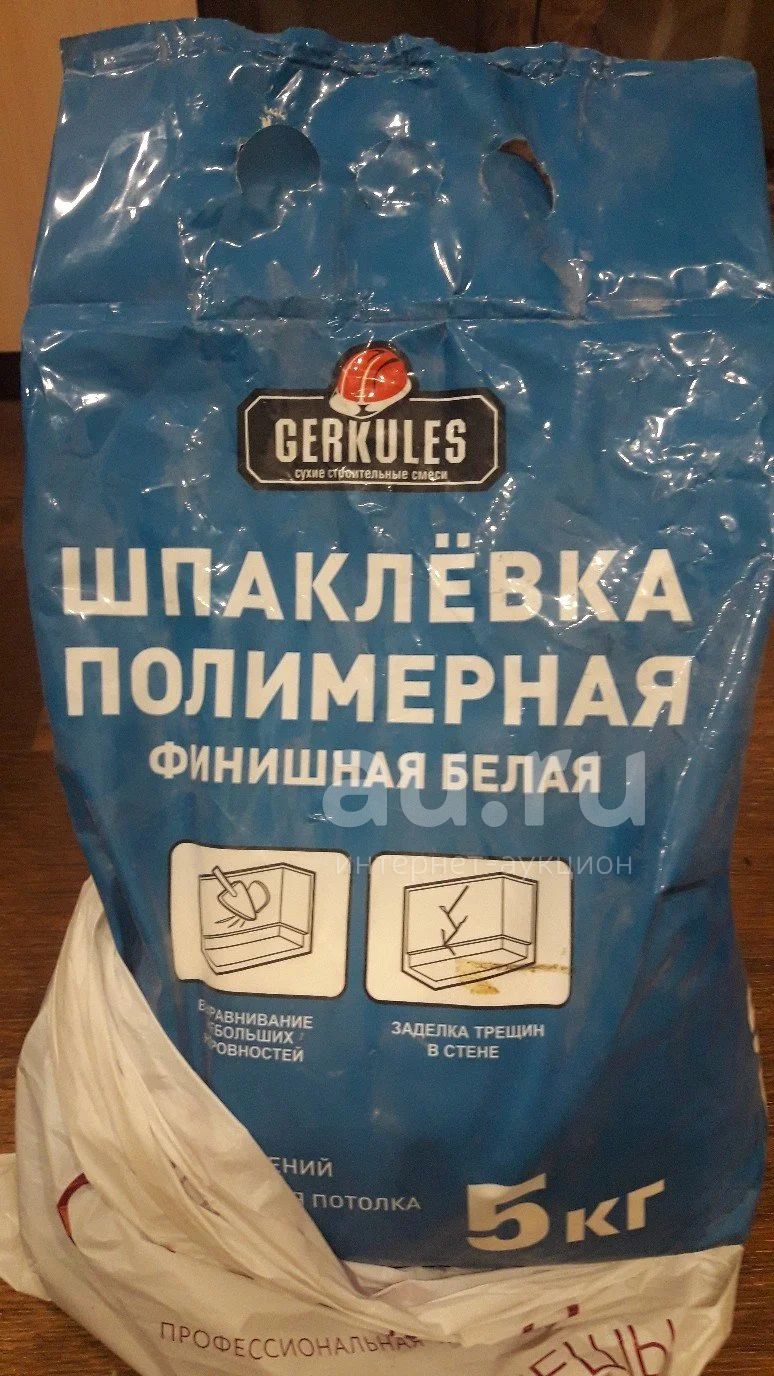 GERKULES
сухие строительные смеси
ШПАКЛЁВКА
ПОЛИМЕРНАЯ
ФИНИШНАЯ БЕЛАЯ
au.ru
интернет-аукцион
ЗАДЕЛКА ТРЕЩИН
В СТЕНЕ
ПОТОЛКА
5 кг
ПРОФЕССИОНАЛЬНАЯ